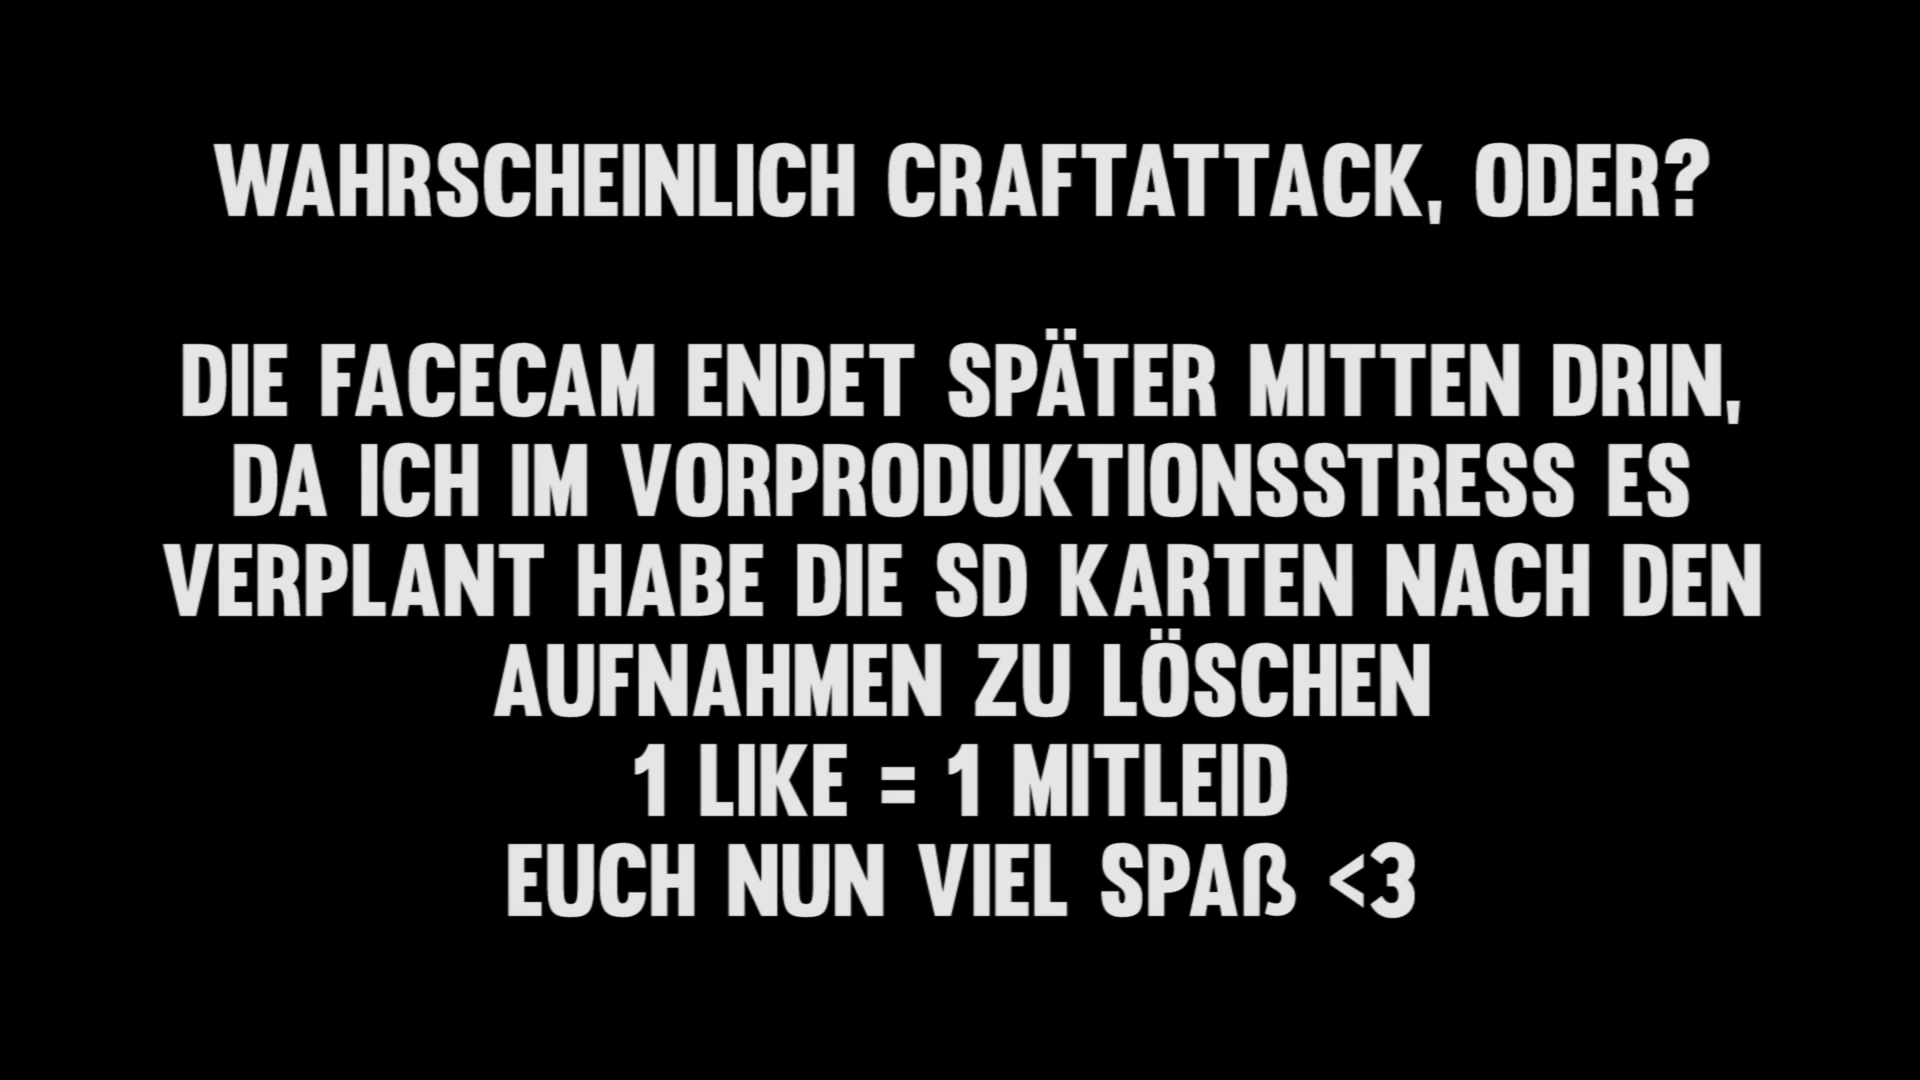 WAHRSCHEINLICH CRAFTATTACK, ODER?
DIE FACECAM ENDET SPÄTER MITTEN DRIN,
DA ICH IM VORPRODUKTIONSSTRESS ES
VERPLANT HABE DIE SD KARTEN NACH DEN
AUFNAHMEN ZU LÖSCHEN
1 LIKE = 1 MITLEID
EUCH NUN VIEL SPAß <3